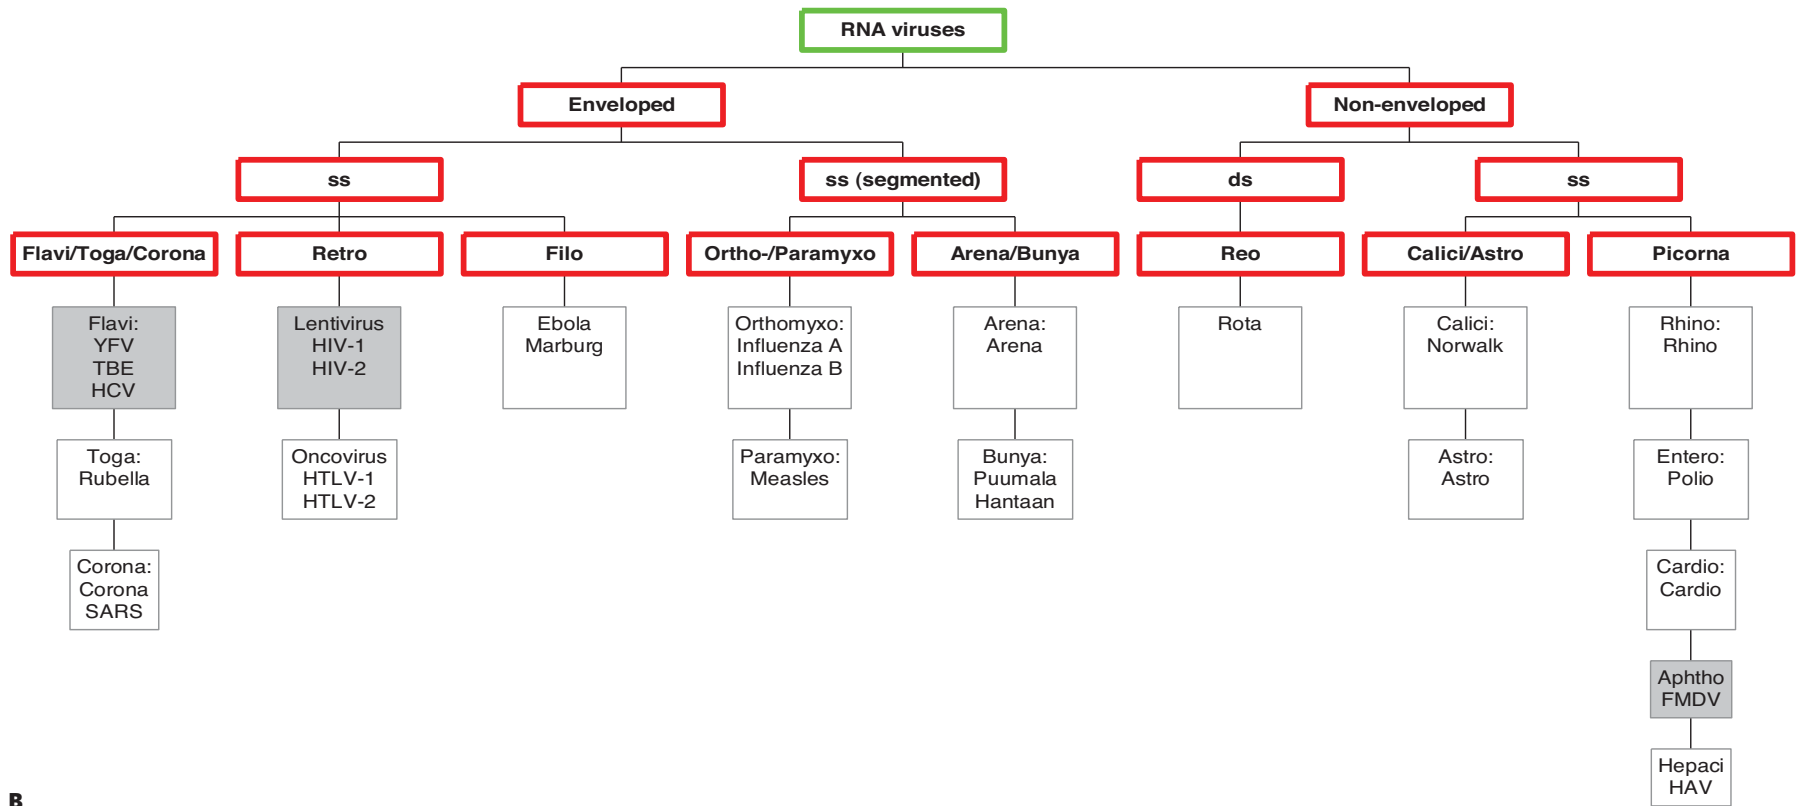 RNA viruses
Enveloped
Non-enveloped
ss
ss (segmented)
ds
ss
Flavi/Toga/Corona
Retro
Filo
Ortho-/Paramyxo
Arena/Bunya
Reo
Calici/Astro
Picorna
Flavi:
YFV
TBE
HCV
Lentivirus
HIV-1
HIV-2
Ebola
Marburg
Orthomyxo:
Influenza A
Influenza B
Arena:
Arena
Rota
Calici:
Norwalk
Rhino:
Rhino
Toga:
Rubella
Oncovirus
HTLV-1
HTLV-2
Paramyxo:
Measles
Bunya:
Puumala
Hantaan
Astro:
Astro
Entero:
Polio
Corona:
Corona
SARS
Cardio:
Cardio
Aphtho
FMDV
Hepaci
HAV
B